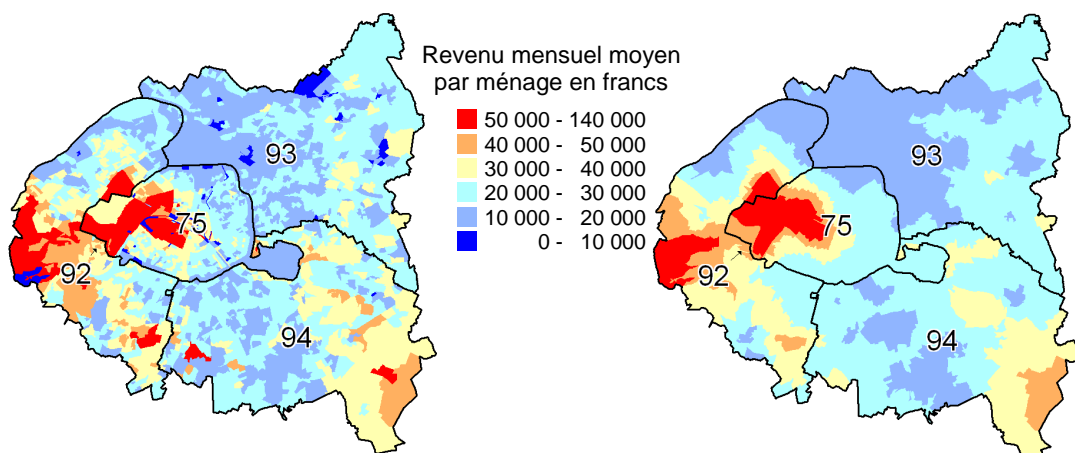 Revenu mensuel moyen
par ménage en francs
50 000 - 140 000
40 000 - 50 000
30 000 - 40 000
20 000 - 30 000
10 000 - 20 000
0 - 10 000
93
75
92
94
93
75
92
94